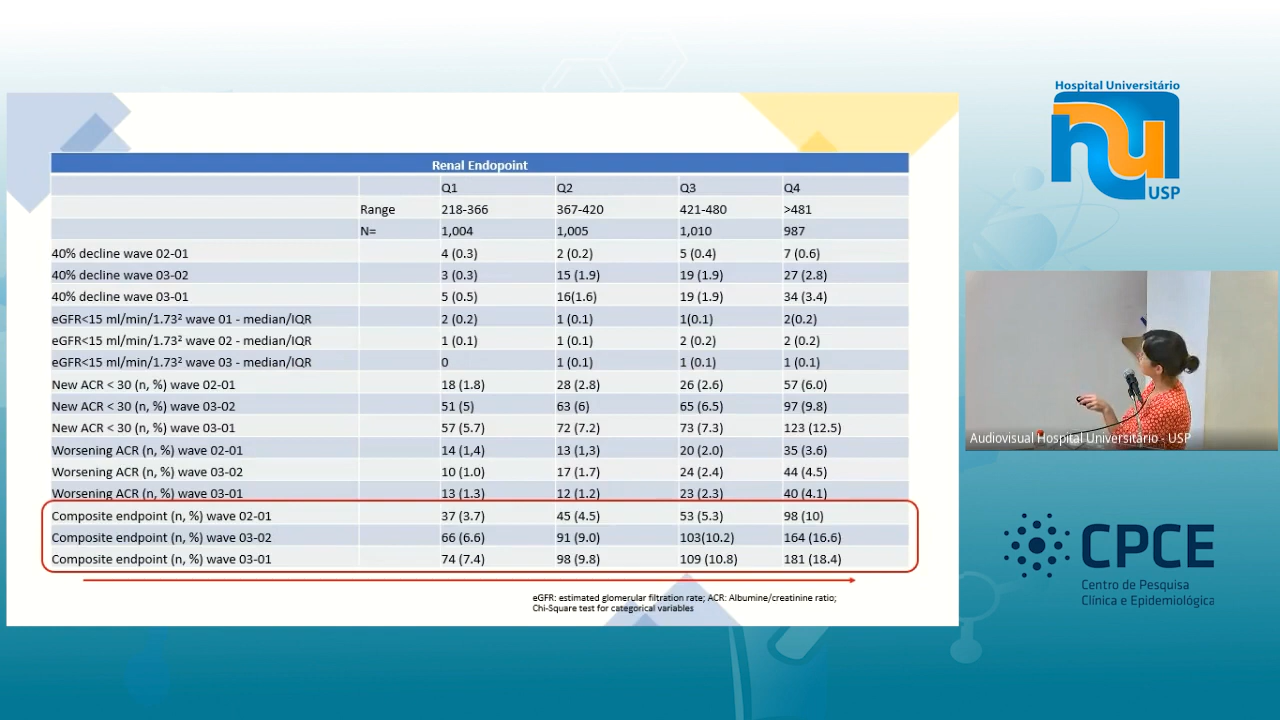 Hospital Universitário
USP
Renal Endopoint
Q1 Q2 Q3 Q4
Range 218-366 367-420 421-480 >481
N= 1,004 1,005 1,010 987
40% decline wave 02-01 4 (0.3) 2 (0.2) 5 (0.4) 7 (0.6)
40% decline wave 03-02 3 (0.3) 15 (1.9) 19 (1.9) 27 (2.8)
40% decline wave 03-01 5 (0.5) 16(1.6) 19 (1.9) 34 (3.4)
eGFR<15 ml/min/1.73² wave 01 - median/IQR 2 (0.2) 1 (0.1) 1(0.1) 2(0.2)
eGFR<15 ml/min/1.73² wave 02 - median/IQR 1 (0.1) 1 (0.1) 2 (0.2) 2 (0.2)
eGFR<15 ml/min/1.73² wave 03 - median/IQR 0 1 (0.1) 1 (0.1) 1 (0.1)
New ACR < 30 (n, %) wave 02-01 18 (1.8) 28 (2.8) 26 (2.6) 57 (6.0)
New ACR < 30 (n, %) wave 03-02 51 (5) 63 (6) 65 (6.5) 97 (9.8)
New ACR < 30 (n, %) wave 03-01 57 (5.7) 72 (7.2) 73 (7.3) 123 (12.5)
Worsening ACR (n, %) wave 02-01 14 (1,4) 13 (1,3) 20 (2.0) 35 (3.6)
Worsening ACR (n, %) wave 03-02 10 (1.0) 17 (1.7) 24 (2.4) 44 (4.5)
Worsening ACR (n, %) wave 03-01 13 (1.3) 12 (1.2) 23 (2.3) 40 (4.1)
Composite endpoint (n, %) wave 02-01 37 (3.7) 45 (4.5) 53 (5.3) 98 (10)
Composite endpoint (n, %) wave 03-02 66 (6.6) 91 (9.0) 103(10.2) 164 (16.6)
Composite endpoint (n, %) wave 03-01 74 (7.4) 98 (9.8) 109 (10.8) 181 (18.4)
eGFR: estimated glomerular filtration rate; ACR: Albumine/creatinine ratio;
Chi-Square test for categorical variables
Audiovisual Hospital Universitário - USP
CPCE
Centro de Pesquisa
Clínica e Epidemiológica